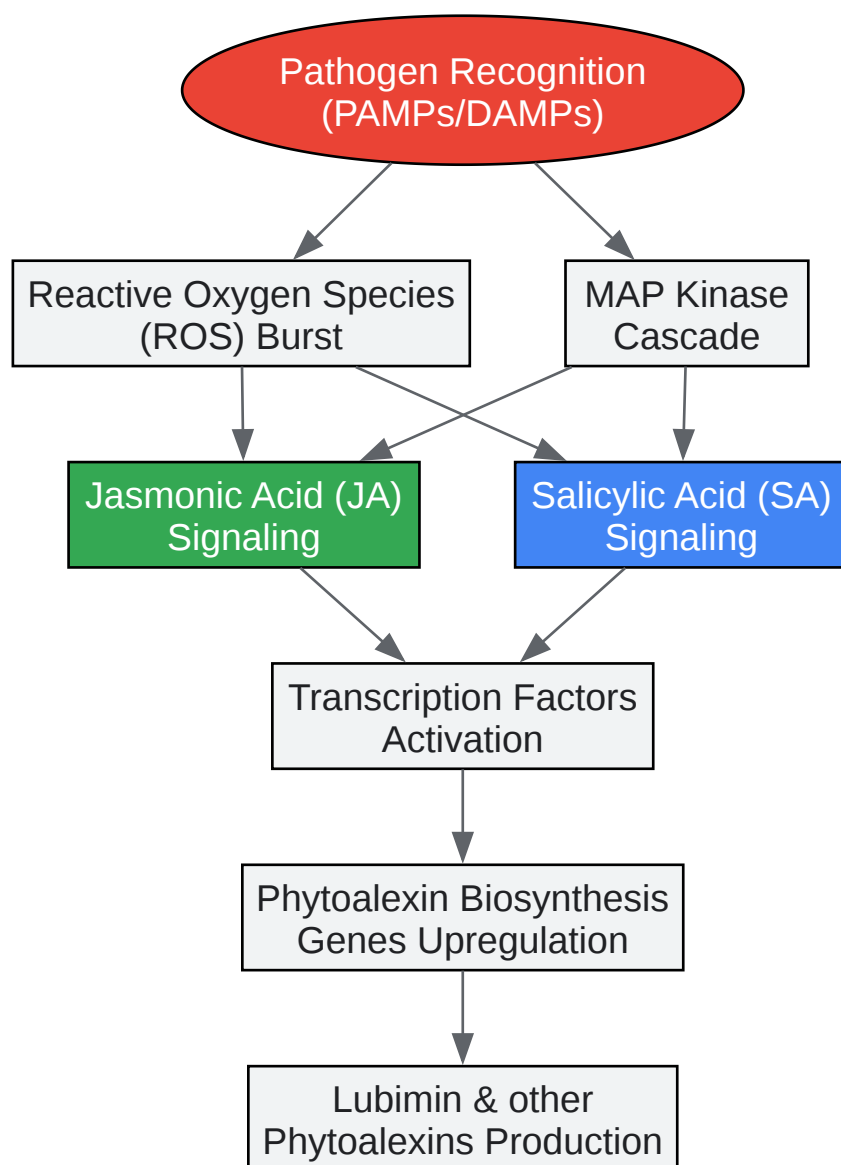 Pathogen Recognition
(PAMPs/DAMPs)
Reactive Oxygen Species
(ROS) Burst
MAP Kinase
Cascade
Jasmonic Acid (JA)
Signaling
Salicylic Acid (SA)
Signaling
Transcription Factors
Activation
Phytoalexin Biosynthesis
Genes Upregulation
Lubimin & other
Phytoalexins Production